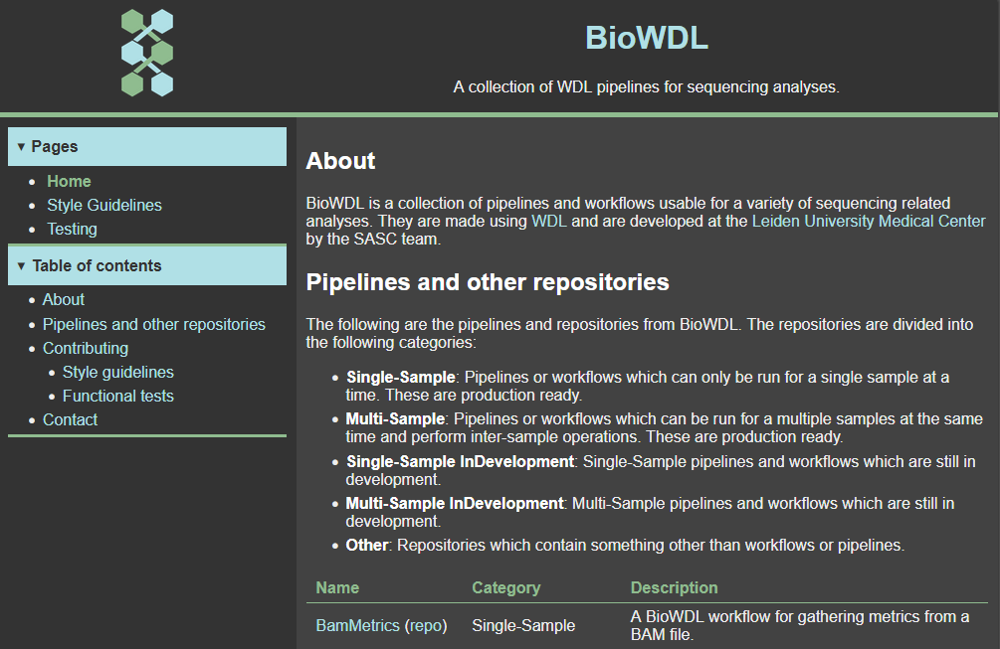 BioWDL
A collection of WDL pipelines for sequencing analyses.
▾ Pages
• Home
• Style Guidelines
• Testing
▾ Table of contents
• About
• Pipelines and other repositories
• Contributing
• Style guidelines
• Functional tests
• Contact
About
BioWDL is a collection of pipelines and workflows usable for a variety of sequencing related
analyses. They are made using WDL and are developed at the Leiden University Medical Center
by the SASC team.
Pipelines and other repositories
The following are the pipelines and repositories from BioWDL. The repositories are divided into
the following categories:
• Single-Sample: Pipelines or workflows which can only be run for a single sample at a
time. These are production ready.
• Multi-Sample: Pipelines or workflows which can be run for a multiple samples at the same
time and perform inter-sample operations. These are production ready.
• Single-Sample InDevelopment: Single-Sample pipelines and workflows which are still in
development.
• Multi-Sample InDevelopment: Multi-Sample pipelines and workflows which are still in
development.
• Other: Repositories which contain something other than workflows or pipelines.
Name Category Description
BamMetrics (repo) Single-Sample A BioWDL workflow for gathering metrics from a
BAM file.